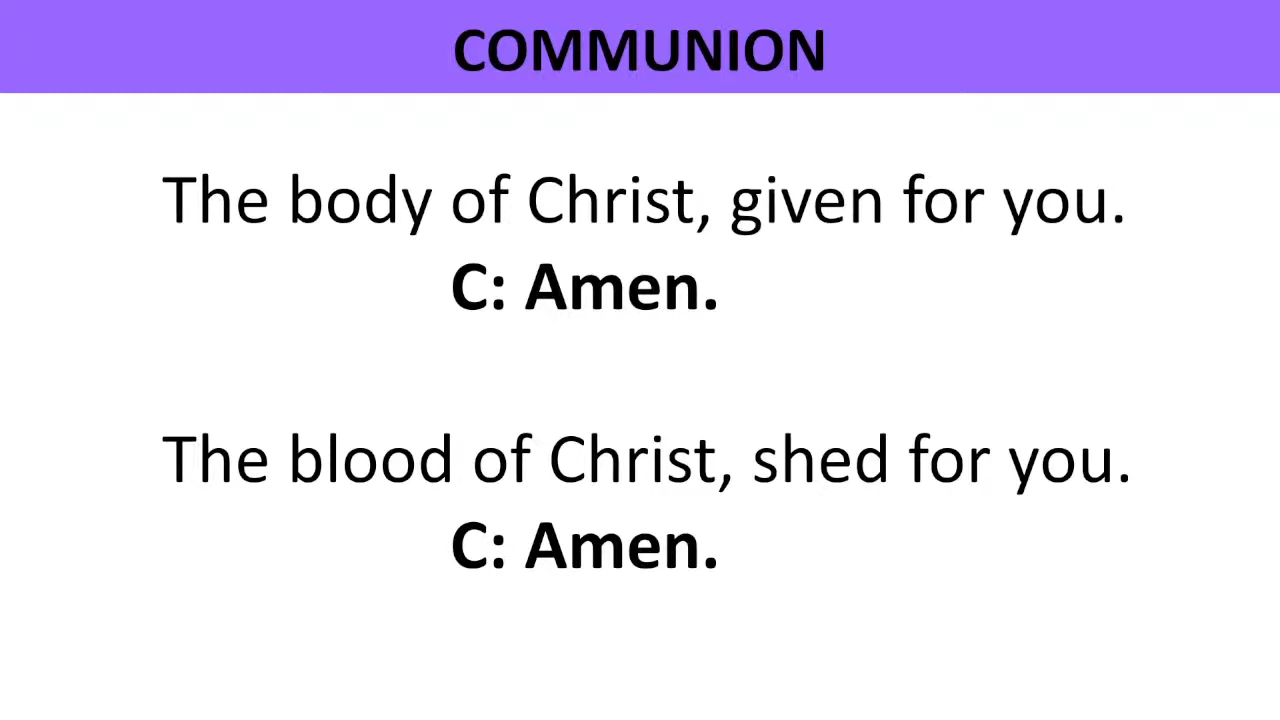 COMMUNION
The body of Christ, given for you.
C: Amen.
The blood of Christ, shed for you.
C: Amen.